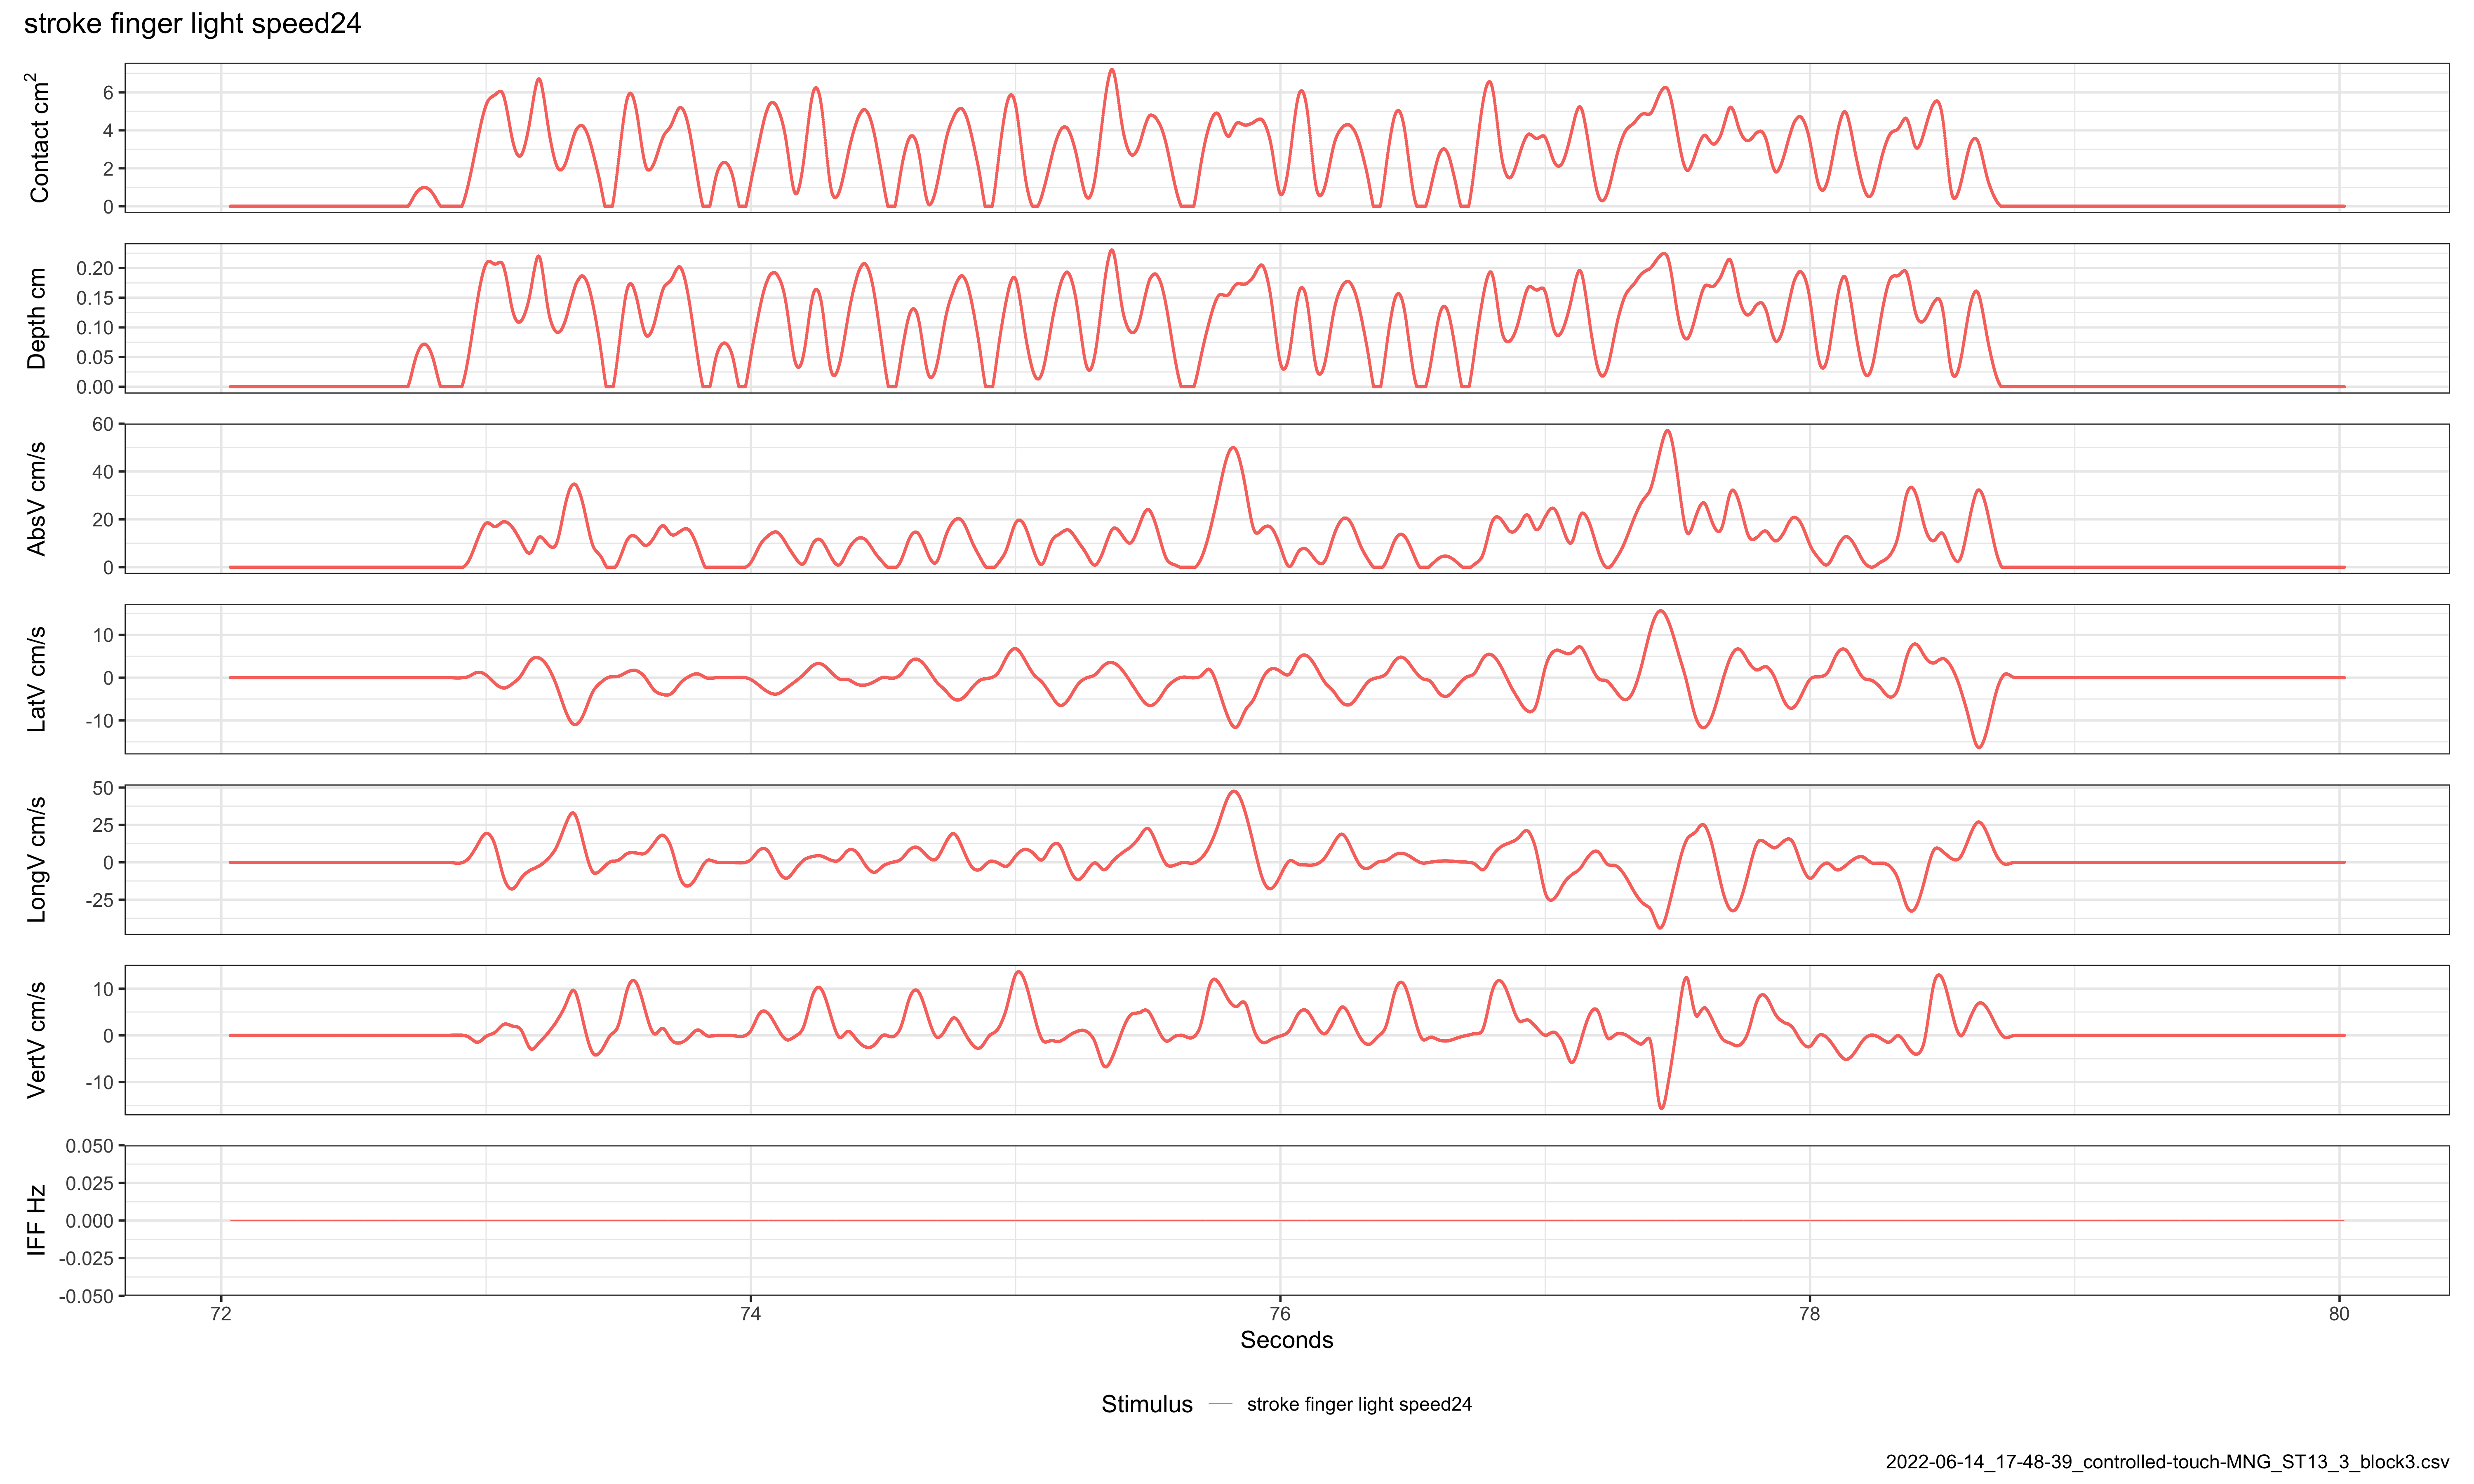 stroke finger light speed24
Contact cm²
6
4
2
0
Depth cm
0.20
0.15
0.10
0.05
0.00
AbsV cm/s
60
40
20
0
LatV cm/s
10
0
-10
LongV cm/s
50
25
0
-25
VertV cm/s
10
0
-10
IFF Hz
0.050
0.025
0.000
-0.025
-0.050
72 74 76 78 80
Seconds
Stimulus stroke finger light speed24
2022-06-14_17-48-39_controlled-touch-MNG_ST13_3_block3.csv